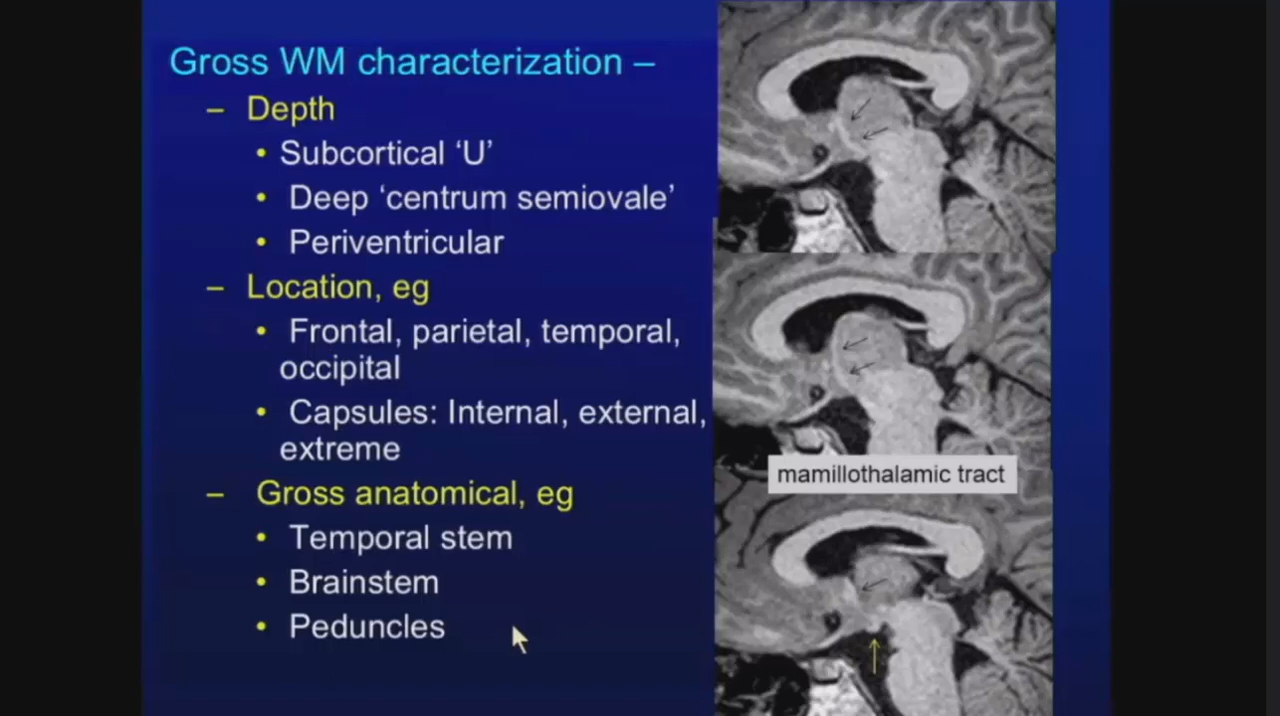 Gross WM characterization –
– Depth
• Subcortical ‘U’
• Deep ‘centrum semiovale’
• Periventricular
– Location, eg
• Frontal, parietal, temporal,
occipital
• Capsules: Internal, external,
extreme
– Gross anatomical, eg
• Temporal stem
• Brainstem
• Peduncles
mamillothalamic tract